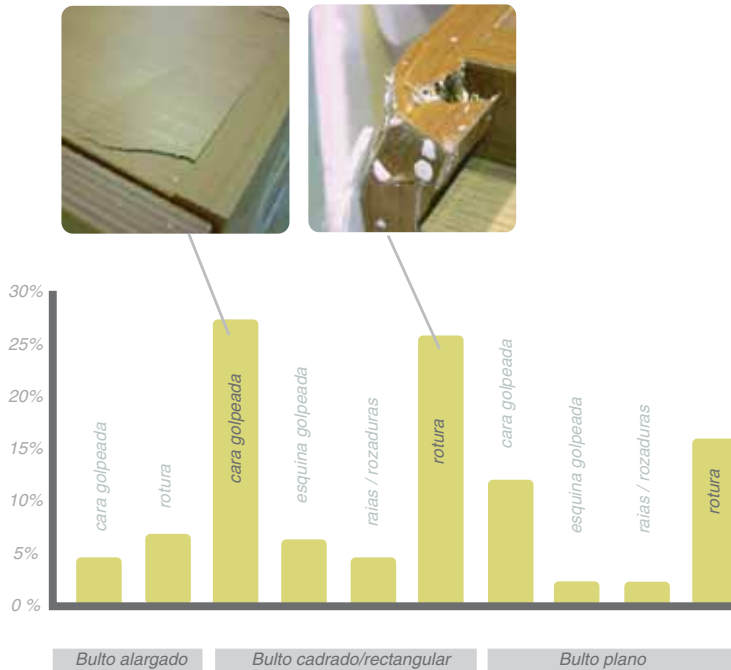 30%
25%
20%
15%
10%
5%
0 %
cara golpeada
rotura
cara golpeada
esquina golpeada
raias / rozaduras
rotura
cara golpeada
esquina golpeada
raias / rozaduras
rotura
Bulto alargado
Bulto cadrado/rectangular
Bulto plano